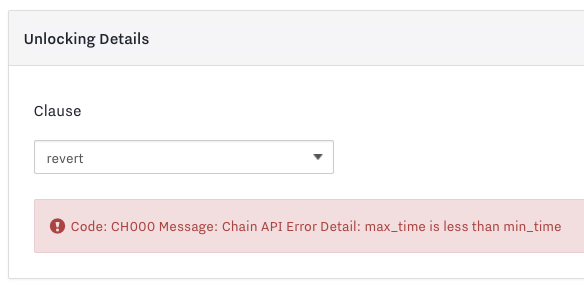 Unlocking Details
Clause
revert
Code: CH000 Message: Chain API Error Detail: max_time is less than min_time